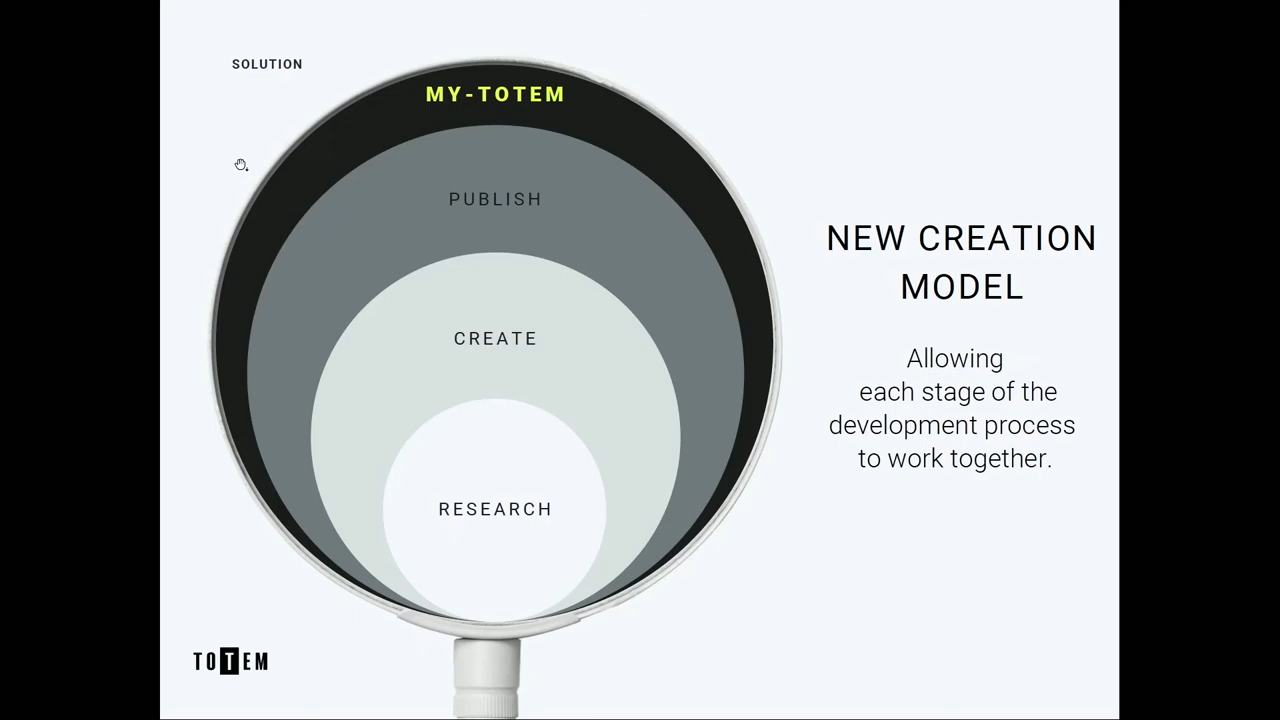 SOLUTION
MY-TOTEM
PUBLISH
CREATE
RESEARCH
NEW CREATION
MODEL
Allowing
each stage of the
development process
to work together.
TOTEM